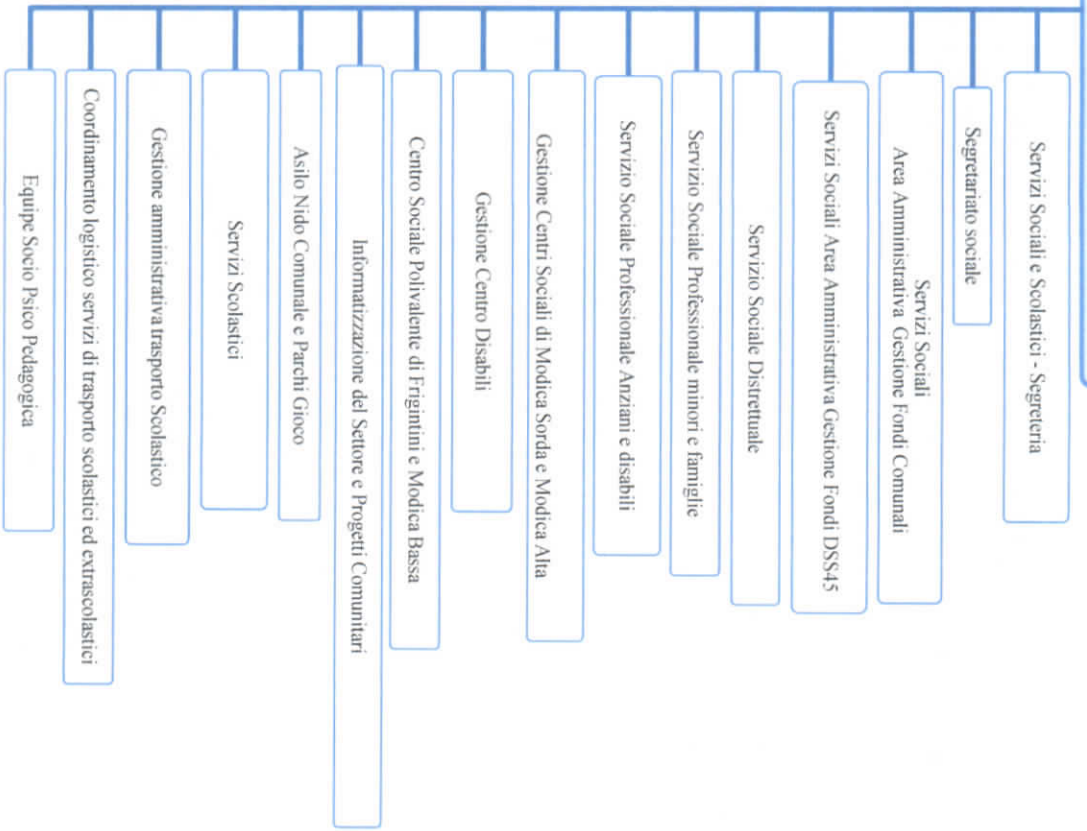 Servizi Sociali e Scolastici - Segreteria
Segretariato sociale
Servizi Sociali
Area Amministrativa Gestione Fondi Comunali
Servizi Sociali Area Amministrativa Gestione Fondi DSS45
Servizio Sociale Distrettuale
Servizio Sociale Professionale minori e famiglie
Servizio Sociale Professionale Anziani e disabili
Gestione Centri Sociali di Modica Sorda e Modica Alta
Gestione Centro Disabili
Centro Sociale Polivalente di Frigintini e Modica Bassa
Informatizzazione del Settore e Progetti Comunitari
Asilo Nido Comunale e Parchi Gioco
Servizi Scolastici
Gestione amministrativa trasporto Scolastico
Coordinamento logistico servizi di trasporto scolastici ed extrascolastici
Equipe Socio Psico Pedagogica